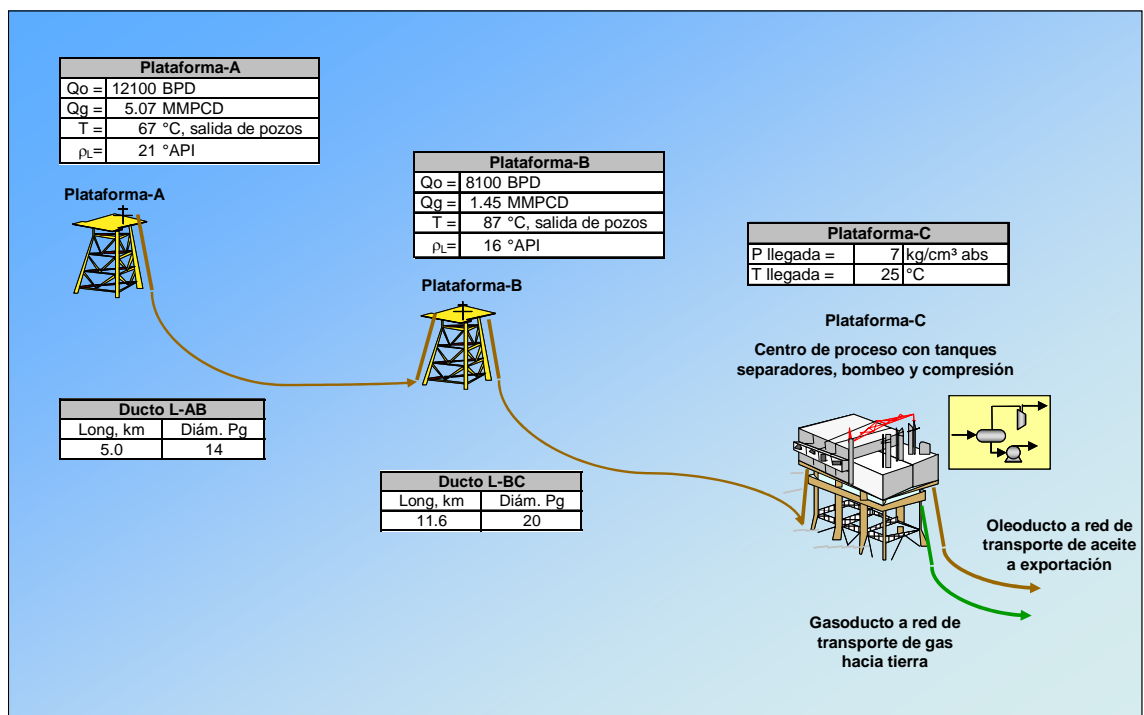 Plataforma-A
Qo = 12100 BPD
Qg = 5.07 MMPCD
T = 67 °C, salida de pozos
ρL= 21 °API
Plataforma-A
Plataforma-B
Qo = 8100 BPD
Qg = 1.45 MMPCD
T = 87 °C, salida de pozos
ρL= 16 °API
Plataforma-B
Plataforma-C
P llegada = 7 kg/cm³ abs
T llegada = 25 °C
Plataforma-C
Centro de proceso con tanques
separadores, bombeo y compresión
Ducto L-AB
Long, km Diám. Pg
5.0 14
Ducto L-BC
Long, km Diám. Pg
11.6 20
Oleoducto a red de
transporte de aceite
a exportación
Gasoducto a red de
transporte de gas
hacia tierra